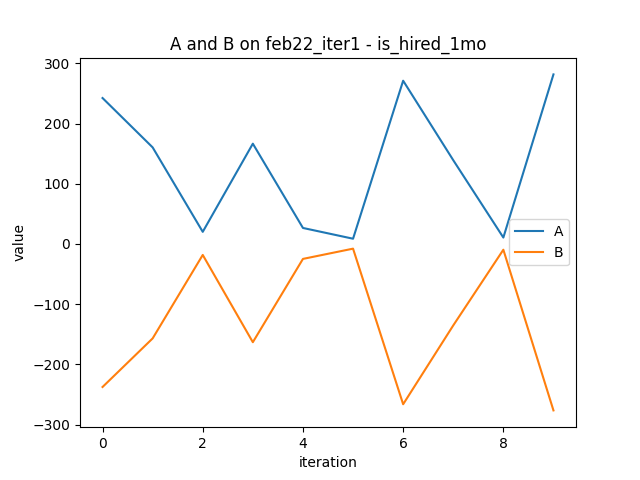 A and B on feb22_iter1 - is_hired_1mo
300
200
100
0
−100
−200
−300
value
A
B
0
2
4
6
8
iteration